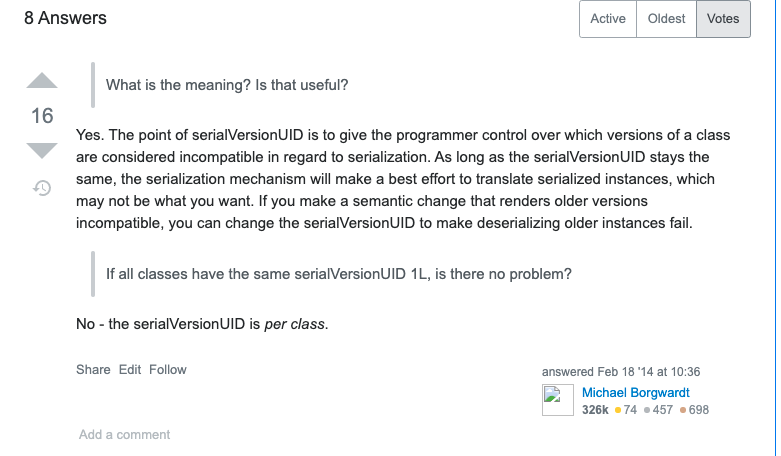 8 Answers
Active Oldest Votes
What is the meaning? Is that useful?
16
Yes. The point of serialVersionUID is to give the programmer control over which versions of a class
are considered incompatible in regard to serialization. As long as the serialVersionUID stays the
same, the serialization mechanism will make a best effort to translate serialized instances, which
may not be what you want. If you make a semantic change that renders older versions
incompatible, you can change the serialVersionUID to make deserializing older instances fail.
If all classes have the same serialVersionUID 1L, is there no problem?
No - the serialVersionUID is per class.
Share Edit Follow
answered Feb 18 '14 at 10:36
Michael Borgwardt
326k 74 457 698
Add a comment